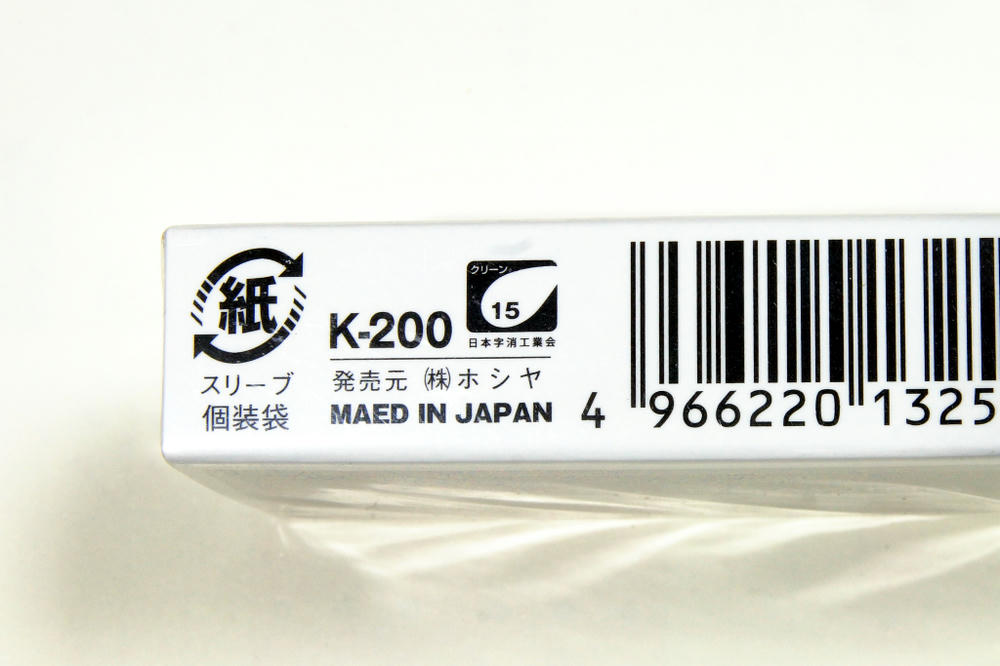 紙
スリーブ
個装袋
K-200
クリーン
15
日本字消工業会
発売元 (株)ホシヤ
MAED IN JAPAN
4 966220 1325